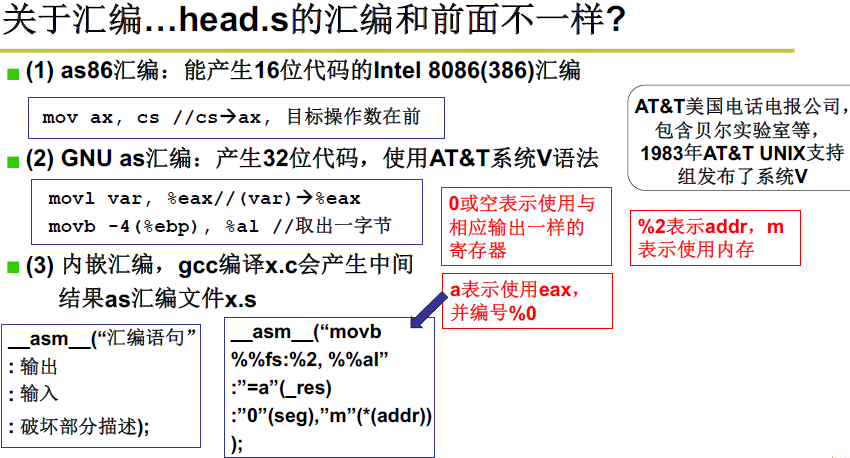 关于汇编…head.s的汇编和前面不一样?
(1) as86汇编：能产生16位代码的Intel 8086(386)汇编
mov ax, cs //cs→ax, 目标操作数在前
AT&T美国电话电报公司，
包含贝尔实验室等，
1983年AT&T UNIX支持
组发布了系统V
(2) GNU as汇编：产生32位代码，使用AT&T系统V语法
movl var, %eax//(var)→%eax
movb -4(%ebp), %al //取出一字节
0或空表示使用与
相应输出一样的
寄存器
%2表示addr，m
表示使用内存
(3) 内嵌汇编，gcc编译x.c会产生中间
结果as汇编文件x.s
a表示使用eax，
并编号%0
__asm__(“汇编语句”
: 输出
: 输入
: 破坏部分描述);
__asm__(“movb
%%fs:%2, %%al”
:”=a”(_res)
:”0”(seg),”m”(*(addr))
);